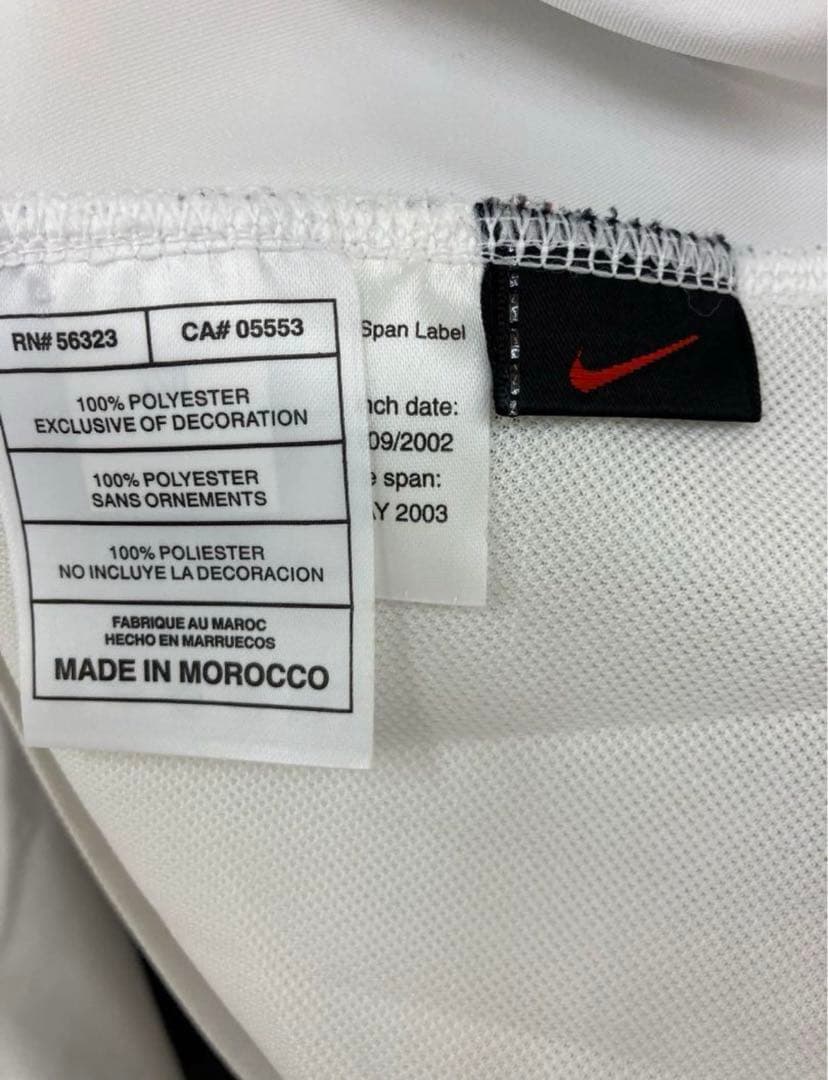 RN# 56323
CA# 05553
100% POLYESTER
EXCLUSIVE OF DECORATION
100% POLYESTER
SANS ORNEMENTS
100% POLIESTER
NO INCLUYE LA DECORACION
FABRIQUE AU MAROC
HECHO EN MARRUECOS
MADE IN MOROCCO
Span Label
nch date:
09/2002
span:
Y 2003